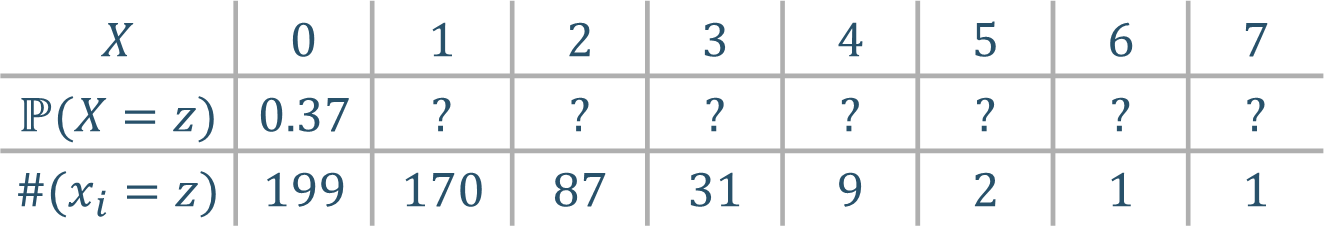 X 0 1 2 3 4 5 6 7
ℙ(X = z) 0.37 ? ? ? ? ? ? ?
#(xᵢ = z) 199 170 87 31 9 2 1 1